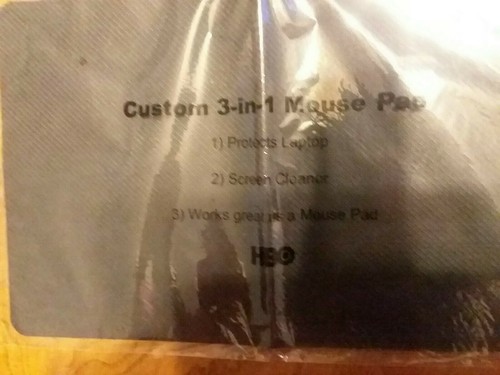 Custom 3-in-1 Mouse Pad
1) Protects Laptop
2) Screen Cleaner
3) Works great as a Mouse Pad
HBO